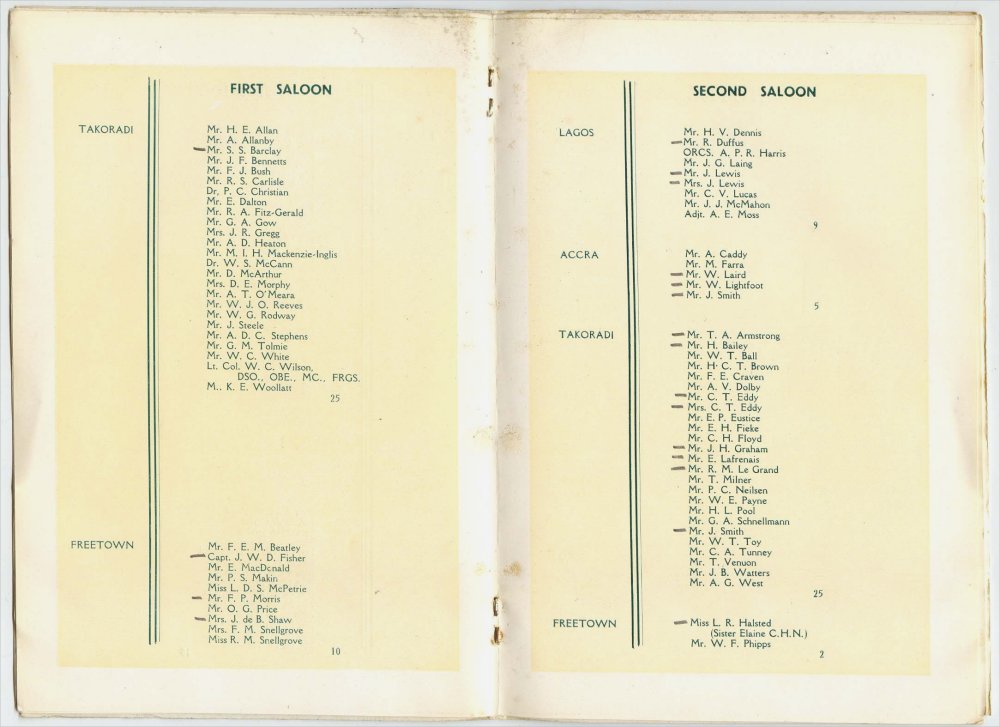 FIRST SALOON
TAKORADI
Mr. H. E. Allan
Mr. A. Allanby
Mr. S. S. Barclay
Mr. J. F. Bennetts
Mr. F. J. Bush
Mr. R. S. Carlisle
Dr, P. C. Christian
Mr. E. Dalton
Mr. R. A. Fitz-Gerald
Mr. G. A. Gow
Mrs. J. R. Gregg
Mr. A. D. Heaton
Mr. M. I. H. Mackenzie-Inglis
Dr. W. S. McCann
Mr. D. McArthur
Mrs. D. E. Morphy
Mr. A. T. O'Meara
Mr. W. J. O. Reeves
Mr. W. G. Rodway
Mr. J. Steele
Mr. A. D. C. Stephens
Mr. G. M. Tolmie
Mr. W. C. White
Lt. Col. W. C. Wilson,
DSO., OBE., MC., FRGS.
M.. K. E. Woollatt
25
FREETOWN
Mr. F. E. M. Beatley
Capt. J. W. D. Fisher
Mr. E. MacDonald
Mr. P. S. Makin
Miss L. D. S. McPetrie
Mr. F. P. Morris
Mr. O. G. Price
Mrs. J. de B. Shaw
Mrs. F. M. Snellgrove
Miss R. M. Snellgrove
10
SECOND SALOON
LAGOS
Mr. H. V. Dennis
Mr. R. Duffus
ORCS. A. P. R. Harris
Mr. J. G. Laing
Mr. J. Lewis
Mrs. J. Lewis
Mr. C. V. Lucas
Mr. J. J. McMahon
Adjt. A. E. Moss
9
ACCRA
Mr. A. Caddy
Mr. M. Farra
Mr. W. Laird
Mr. W. Lightfoot
Mr. J. Smith
5
TAKORADI
Mr. T. A. Armstrong
Mr. H. Bailey
Mr. W. T. Ball
Mr. H. C. T. Brown
Mr. F. E. Craven
Mr. A. V. Dolby
Mr. C. T. Eddy
Mrs. C. T. Eddy
Mr. E. P. Eustice
Mr. E. H. Fieke
Mr. C. H. Floyd
Mr. J. H. Graham
Mr. E. Lafrenais
Mr. R. M. Le Grand
Mr. T. Milner
Mr. P. C. Neilsen
Mr. W. E. Payne
Mr. H. L. Pool
Mr. G. A. Schnellmann
Mr. J. Smith
Mr. W. T. Toy
Mr. C. A. Tunney
Mr. T. Venuon
Mr. J. B. Watters
Mr. A. G. West
25
FREETOWN
Miss L. R. Halsted
(Sister Elaine C.H.N.)
Mr. W. F. Phipps
2